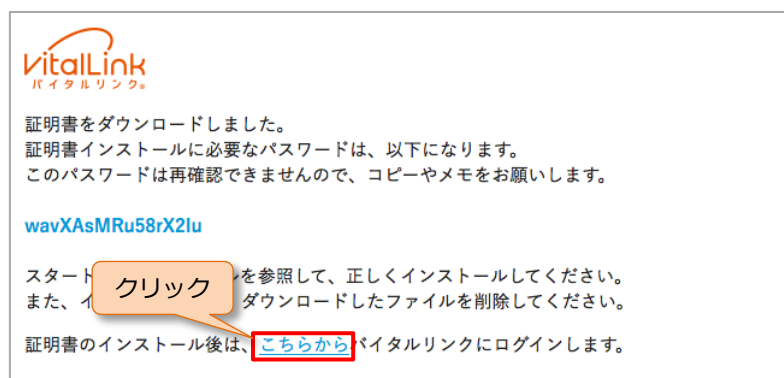 VitalLink
バイタルリンク®
証明書をダウンロードしました。
証明書インストールに必要なパスワードは、以下になります。
このパスワードは再確認できませんので、コピーやメモをお願いします。
wavXAsMRu58rX2lu
スタート を参照して、正しくインストールしてください。
また、イ ダウンロードしたファイルを削除してください。
クリック
証明書のインストール後は、こちらからバイタルリンクにログインします。